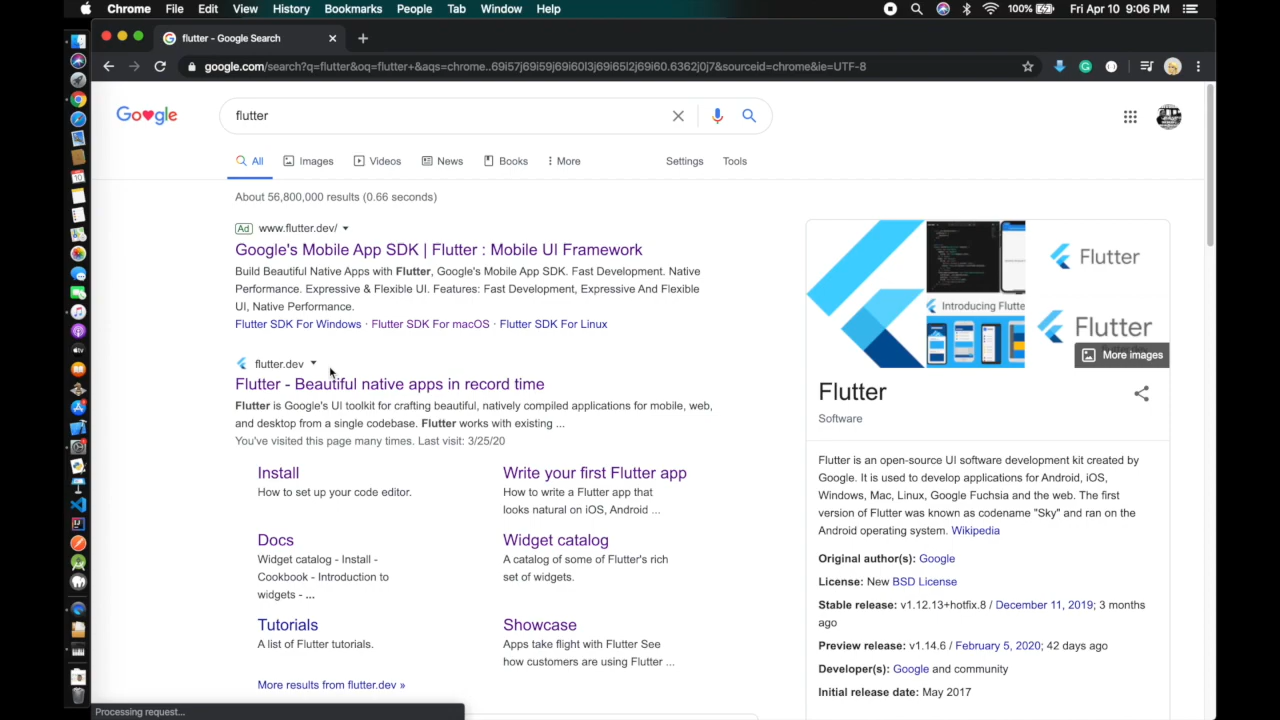 Chrome File Edit View History Bookmarks People Tab Window Help 100% Fri Apr 10 9:06 PM
flutter - Google Search
google.com/search?q=flutter&oq=flutter+&aqs=chrome..69i57j69i59j69i60l3j69i65l2j69i60.6362j0j7&sourceid=chrome&ie=UTF-8
Go♥gle
flutter
All Images Videos News Books More Settings Tools
About 56,800,000 results (0.66 seconds)
Ad www.flutter.dev/
Google's Mobile App SDK | Flutter : Mobile UI Framework
Build Beautiful Native Apps with Flutter, Google's Mobile App SDK. Fast Development. Native
Performance. Expressive & Flexible UI. Features: Fast Development, Expressive And Flexible
UI, Native Performance.
Flutter SDK For Windows · Flutter SDK For macOS · Flutter SDK For Linux
flutter.dev
Flutter - Beautiful native apps in record time
Flutter is Google's UI toolkit for crafting beautiful, natively compiled applications for mobile, web,
and desktop from a single codebase. Flutter works with existing ...
You've visited this page many times. Last visit: 3/25/20
Install
How to set up your code editor.
Write your first Flutter app
How to write a Flutter app that
looks natural on iOS, Android ...
Docs
Widget catalog - Install -
Cookbook - Introduction to
widgets - ...
Widget catalog
A catalog of some of Flutter's rich
set of widgets.
Tutorials
A list of Flutter tutorials.
Showcase
Apps take flight with Flutter See
how customers are using Flutter ...
More results from flutter.dev »
Processing request...
Flutter
Introducing Flutte
Flutter
More images
Flutter
Software
Flutter is an open-source UI software development kit created by
Google. It is used to develop applications for Android, iOS,
Windows, Mac, Linux, Google Fuchsia and the web. The first
version of Flutter was known as codename "Sky" and ran on the
Android operating system. Wikipedia
Original author(s): Google
License: New BSD License
Stable release: v1.12.13+hotfix.8 / December 11, 2019; 3 months
ago
Preview release: v1.14.6 / February 5, 2020; 42 days ago
Developer(s): Google and community
Initial release date: May 2017